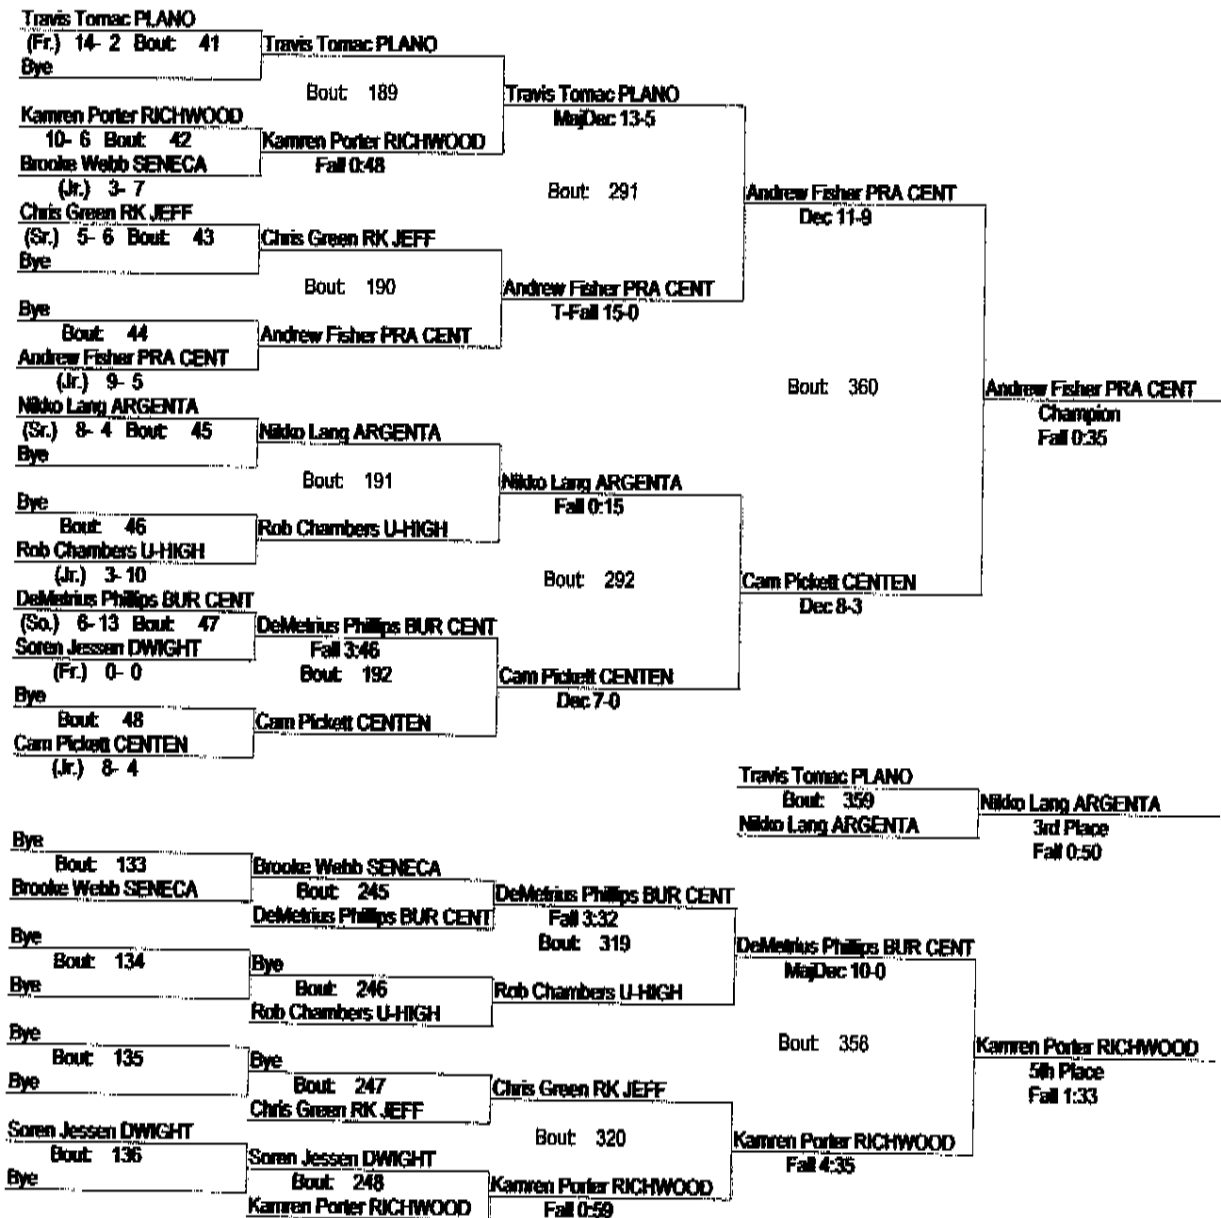 Travis Tomac PLANO
(Fr.) 14- 2 Bout: 41
Bye
Travis Tomac PLANO
Bout: 189
Kamren Porter RICHWOOD
10- 6 Bout: 42
Brooke Webb SENECA
(Jr.) 3- 7
Kamren Porter RICHWOOD
Fall 0:48
Travis Tomac PLANO
MajDec 13-5
Bout: 291
Chris Green RK JEFF
(Sr.) 5- 6 Bout: 43
Bye
Chris Green RK JEFF
Bout: 190
Bye
Bout: 44
Andrew Fisher PRA CENT
(Jr.) 9- 5
Andrew Fisher PRA CENT
Andrew Fisher PRA CENT
T-Fall 15-0
Andrew Fisher PRA CENT
Dec 11-9
Bout: 360
Andrew Fisher PRA CENT
Champion
Fall 0:35
Nikko Lang ARGENTA
(Sr.) 8- 4 Bout: 45
Bye
Nikko Lang ARGENTA
Bout: 191
Bye
Bout: 46
Rob Chambers U-HIGH
(Jr.) 3- 10
Rob Chambers U-HIGH
Nikko Lang ARGENTA
Fall 0:15
Bout: 292
DeMetrius Phillips BUR CENT
(So.) 6- 13 Bout: 47
Soren Jessen DWIGHT
(Fr.) 0- 0
DeMetrius Phillips BUR CENT
Fall 3:46
Bout: 192
Bye
Bout: 48
Cam Pickett CENTEN
(Jr.) 8- 4
Cam Pickett CENTEN
Cam Pickett CENTEN
Dec 7-0
Cam Pickett CENTEN
Dec 8-3
Travis Tomac PLANO
Bout: 359
Nikko Lang ARGENTA
Nikko Lang ARGENTA
3rd Place
Fall 0:50
Bye
Bout: 133
Brooke Webb SENECA
Brooke Webb SENECA
Bout: 245
DeMetrius Phillips BUR CENT
DeMetrius Phillips BUR CENT
Fall 3:32
Bout: 319
Bye
Bout: 134
Bye
Bye
Bout: 246
Rob Chambers U-HIGH
Rob Chambers U-HIGH
DeMetrius Phillips BUR CENT
MajDec 10-0
Bout: 358
Bye
Bout: 135
Bye
Bye
Bout: 247
Chris Green RK JEFF
Chris Green RK JEFF
Bout: 320
Soren Jessen DWIGHT
Bout: 136
Bye
Soren Jessen DWIGHT
Bout: 248
Kamren Porter RICHWOOD
Kamren Porter RICHWOOD
Fall 0:59
Kamren Porter RICHWOOD
Fall 4:35
Kamren Porter RICHWOOD
5th Place
Fall 1:33